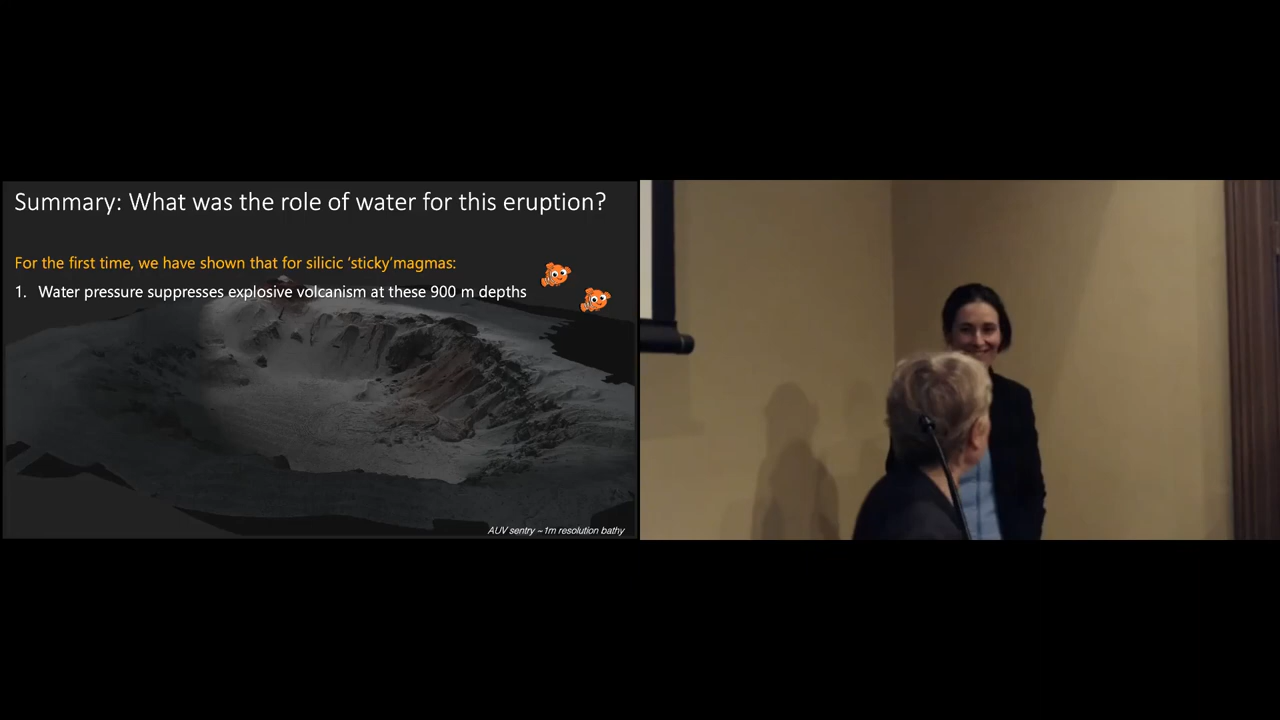 Summary: What was the role of water for this eruption?
For the first time, we have shown that for silicic 'sticky'magmas:
1. Water pressure suppresses explosive volcanism at these 900 m depths
AUV sentry ~1m resolution bathy